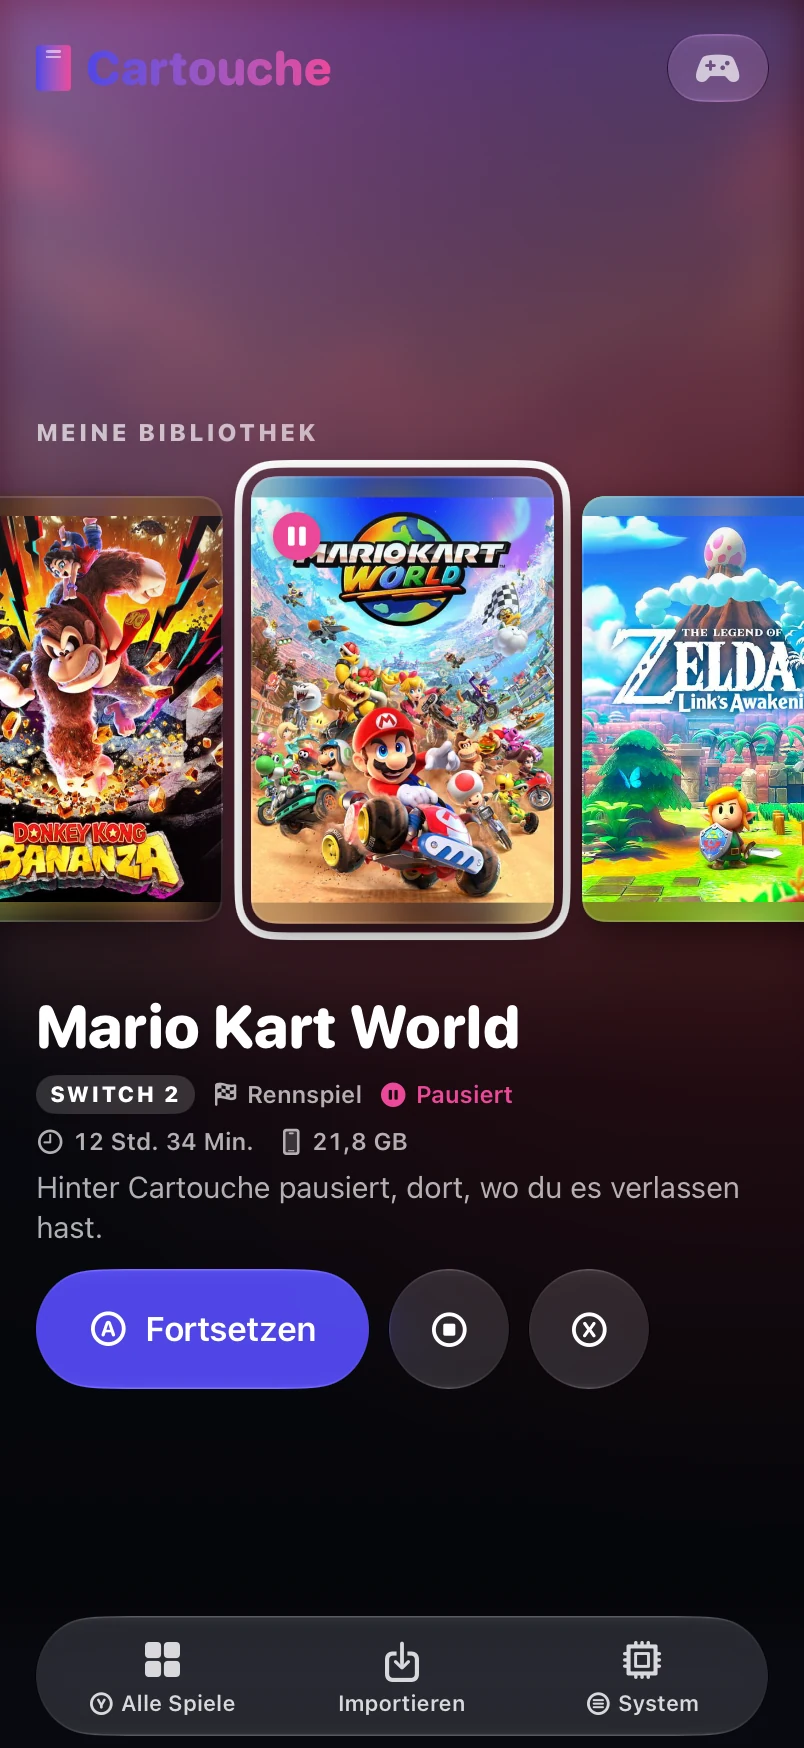 Cartouche
MEINE BIBLIOTHEK
MARIOKART
WORLD
THE LEGEND OF
ZELDA
Link's Awakeni
DONKEY KONG
BANANZA
Mario Kart World
SWITCH 2 Rennspiel Pausiert
12 Std. 34 Min. 21,8 GB
Hinter Cartouche pausiert, dort, wo du es verlassen
hast.
A Fortsetzen X
Y Alle Spiele Importieren System